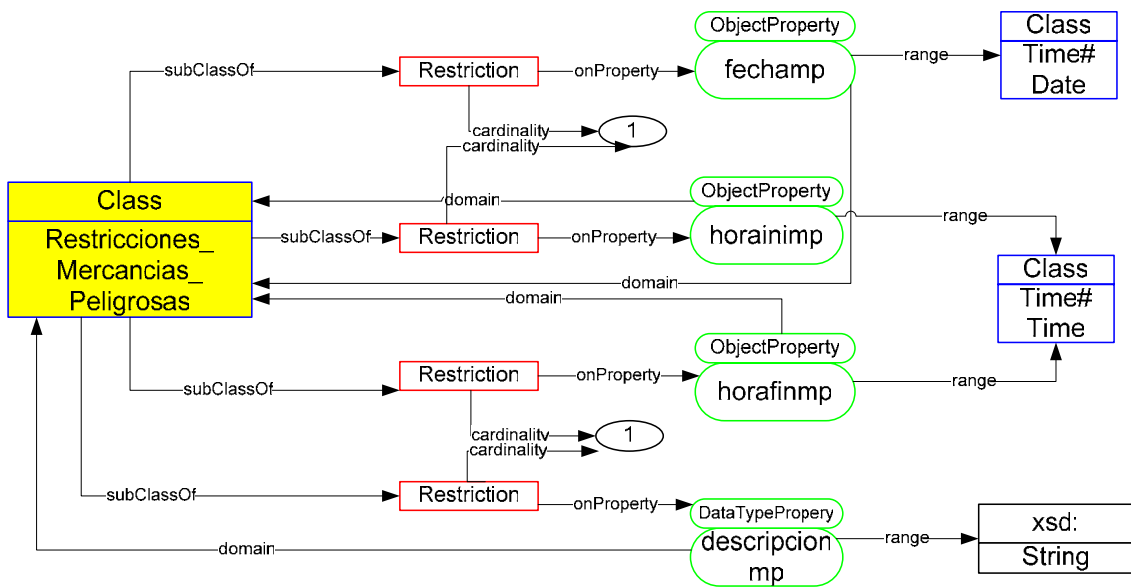 ObjectProperty
fechamp
Class
Time#
Date
subClassOf
Restriction
onProperty
range
cardinality
1
cardinality
Class
Restricciones_
Mercancias_
Peligrosas
domain
ObjectProperty
horainimp
range
subClassOf
Restriction
onProperty
Class
Time#
Time
domain
domain
ObjectProperty
horafinmp
range
subClassOf
Restriction
onProperty
cardinality
1
cardinality
subClassOf
Restriction
onProperty
DataTypePropery
descripcion
mp
range
xsd:
String
domain